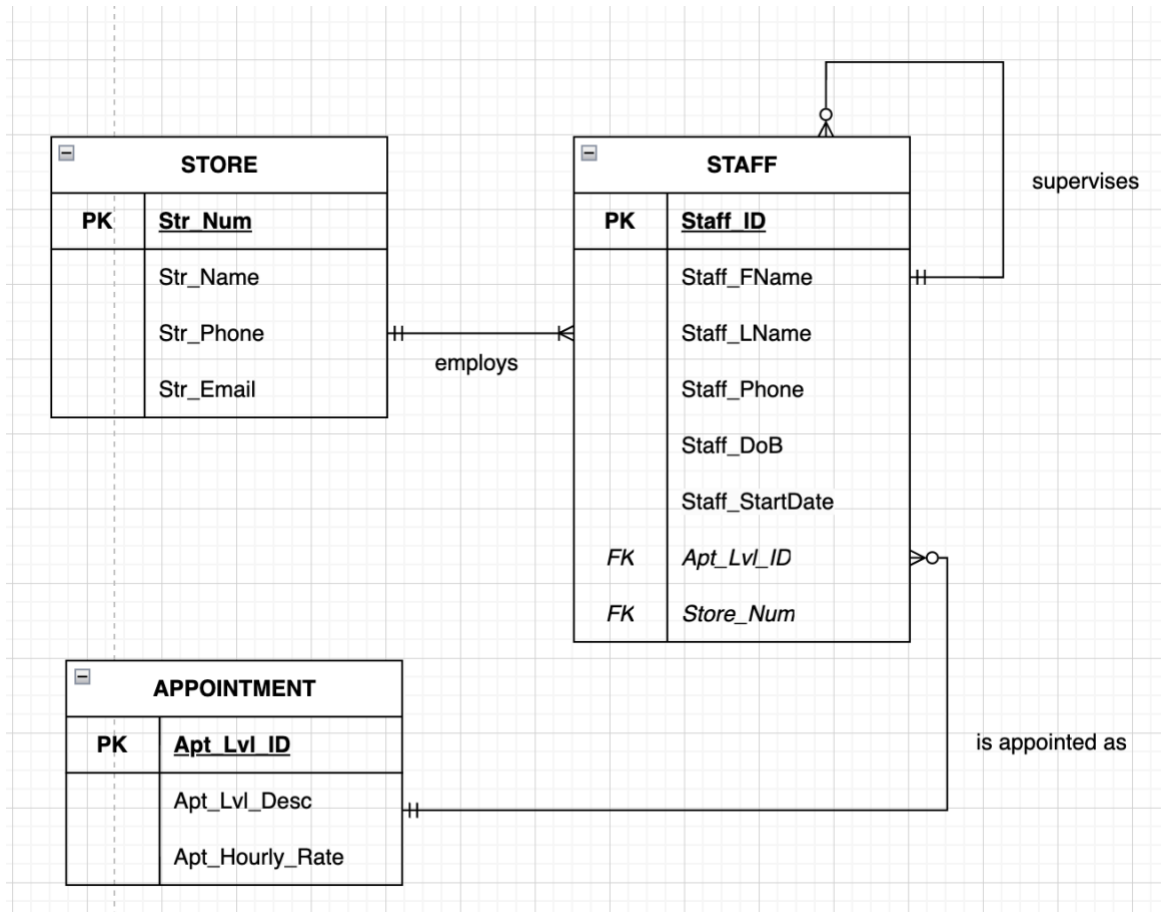 STORE
PK Str_Num
Str_Name
Str_Phone
Str_Email
employs
STAFF
PK Staff_ID
Staff_FName
Staff_LName
Staff_Phone
Staff_DoB
Staff_StartDate
FK Apt_Lvl_ID
FK Store_Num
supervises
APPOINTMENT
PK Apt_Lvl_ID
Apt_Lvl_Desc
Apt_Hourly_Rate
is appointed as